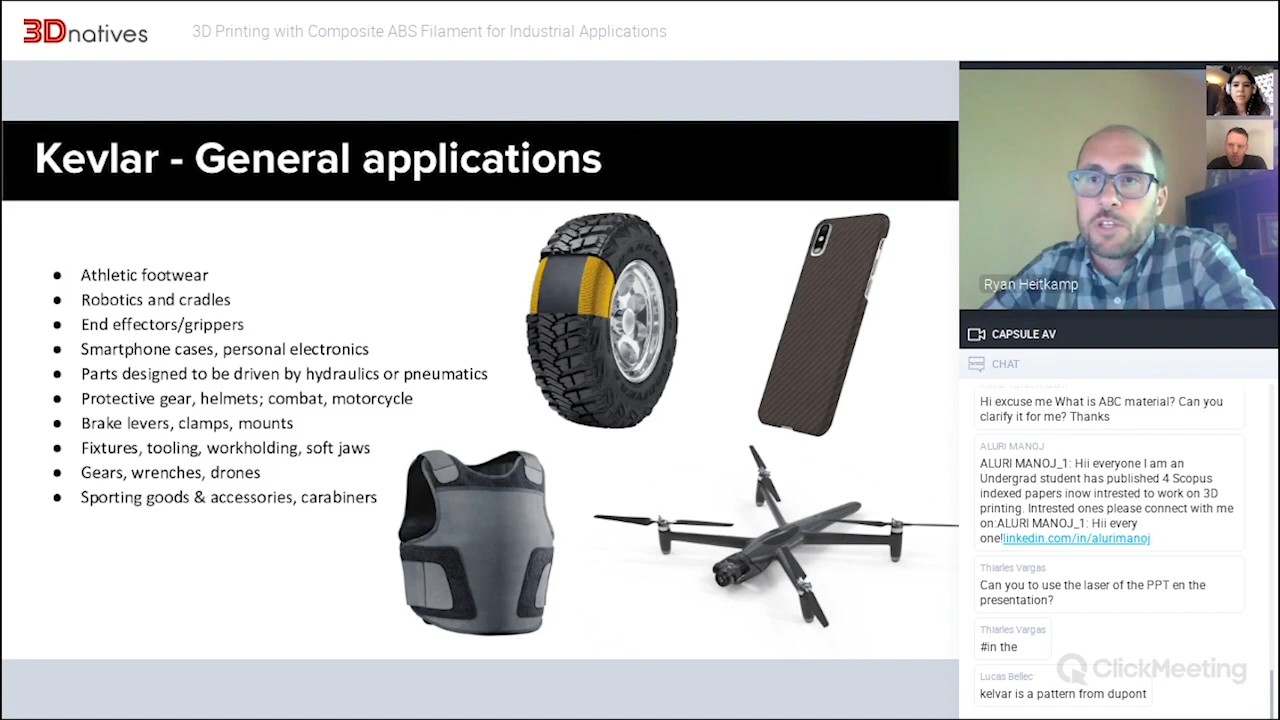 3Dnatives
3D Printing with Composite ABS Filament for Industrial Applications
Kevlar - General applications
Athletic footwear
Robotics and cradles
End effectors/grippers
Smartphone cases, personal electronics
Parts designed to be driven by hydraulics or pneumatics
Protective gear, helmets; combat, motorcycle
Brake levers, clamps, mounts
Fixtures, tooling, workholding, soft jaws
Gears, wrenches, drones
Sporting goods & accessories, carabiners
Ryan Heitkamp
CAPSULE AV
CHAT
Hi excuse me What is ABC material? Can you
clarify it for me? Thanks
ALURI MANOJ
ALURI MANOJ_1: Hii everyone I am an
Undergrad student has published 4 Scopus
indexed papers inow intrested to work on 3D
printing. Intrested ones please connect with me
on:ALURI MANOJ_1: Hii every
one!linkedin.com/in/alurimanoj
Thiarles Vargas
Can you to use the laser of the PPT en the
presentation?
Thiarles Vargas
#in the
Lucas Bellec
kelvar is a pattern from dupont
ClickMeeting